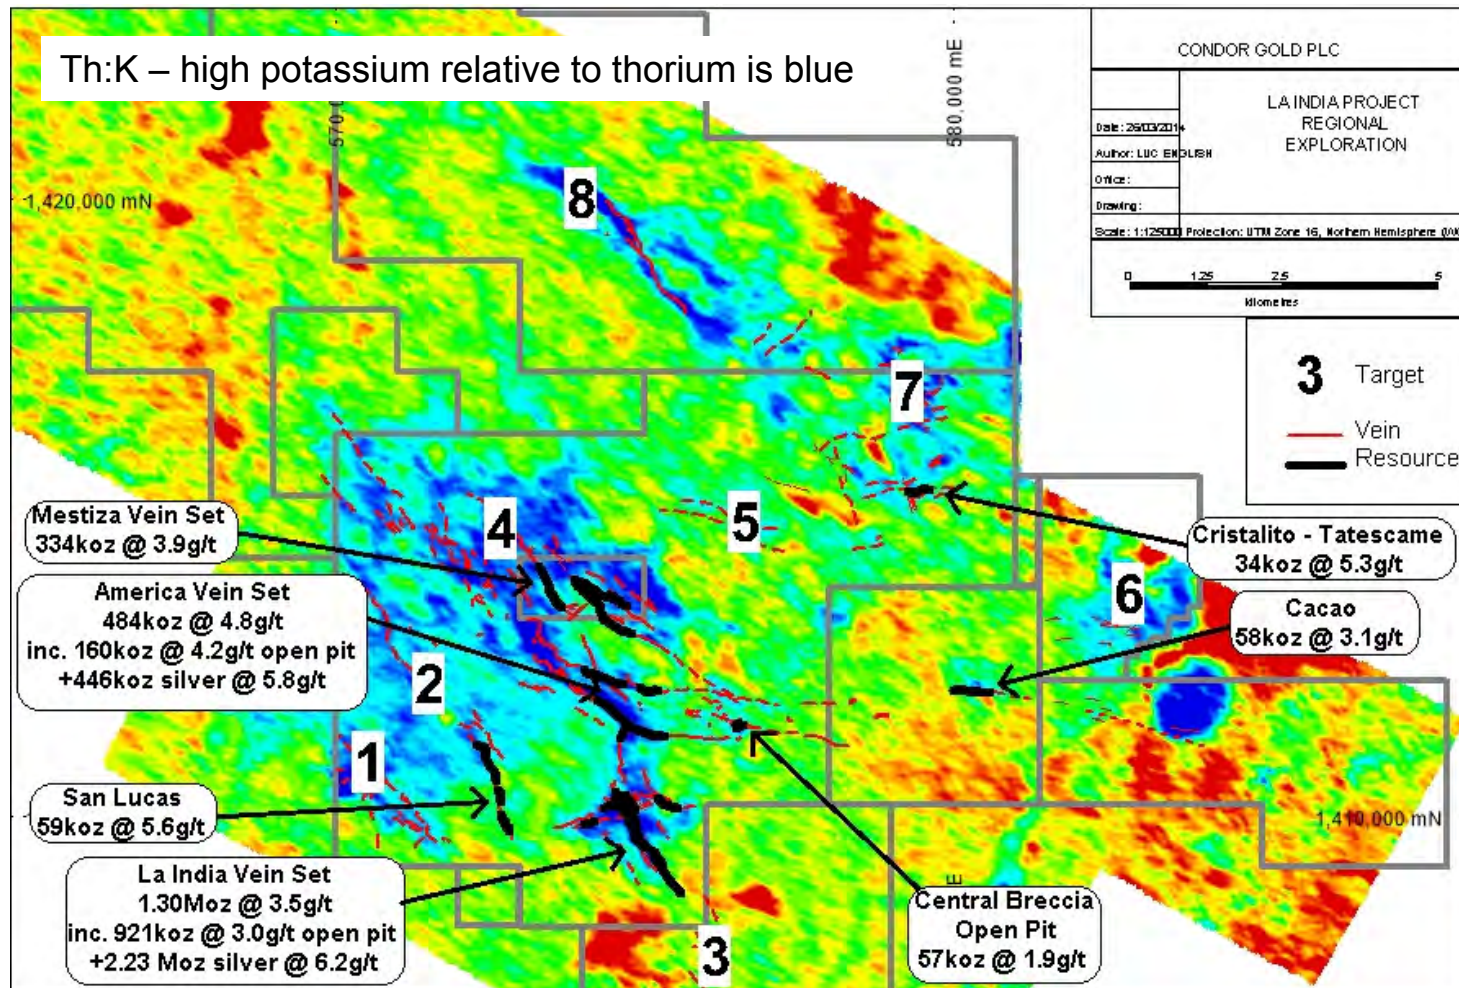 Th:K – high potassium relative to thorium is blue
580,000 mE
1,420,000 mN
CONDOR GOLD PLC
LA INDIA PROJECT
REGIONAL
EXPLORATION
Date: 26/03/2014
Author: LUC ENGLISH
Office:
Drawing:
Scale: 1:125000 Projection: UTM Zone 16, Northern Hemisphere
0 1.25 2.5 5
kilometres
3 Target
Vein
Resource
8
7
4
5
6
2
1
3
Mestiza Vein Set
334koz @ 3.9g/t
America Vein Set
484koz @ 4.8g/t
inc. 160koz @ 4.2g/t open pit
+446koz silver @ 5.8g/t
San Lucas
59koz @ 5.6g/t
La India Vein Set
1.30Moz @ 3.5g/t
inc. 921koz @ 3.0g/t open pit
+2.23 Moz silver @ 6.2g/t
Cristalito - Tatescame
34koz @ 5.3g/t
Cacao
58koz @ 3.1g/t
1,410,000 mN
Central Breccia
Open Pit
57koz @ 1.9g/t